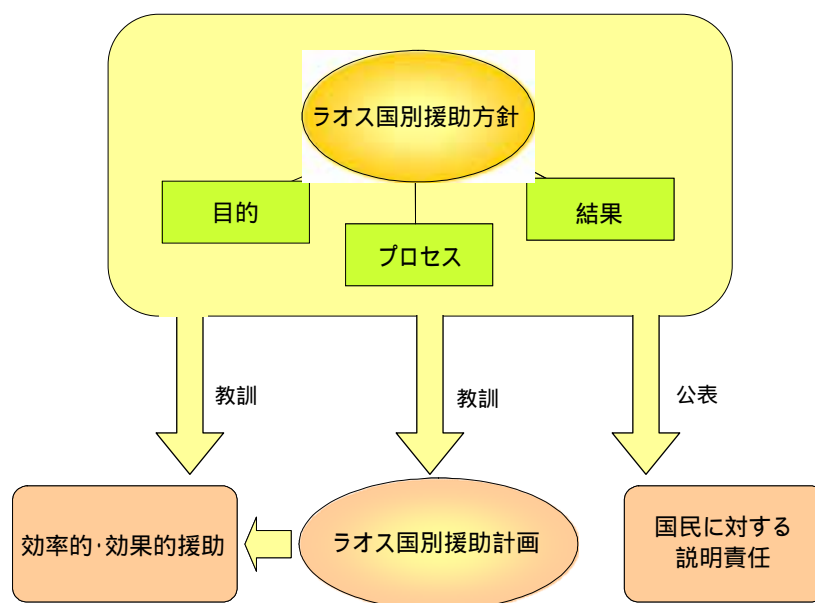 ラオス国別援助方針
目的
結果
プロセス
教訓
教訓
公表
効率的･効果的援助
ラオス国別援助計画
国民に対する
説明責任